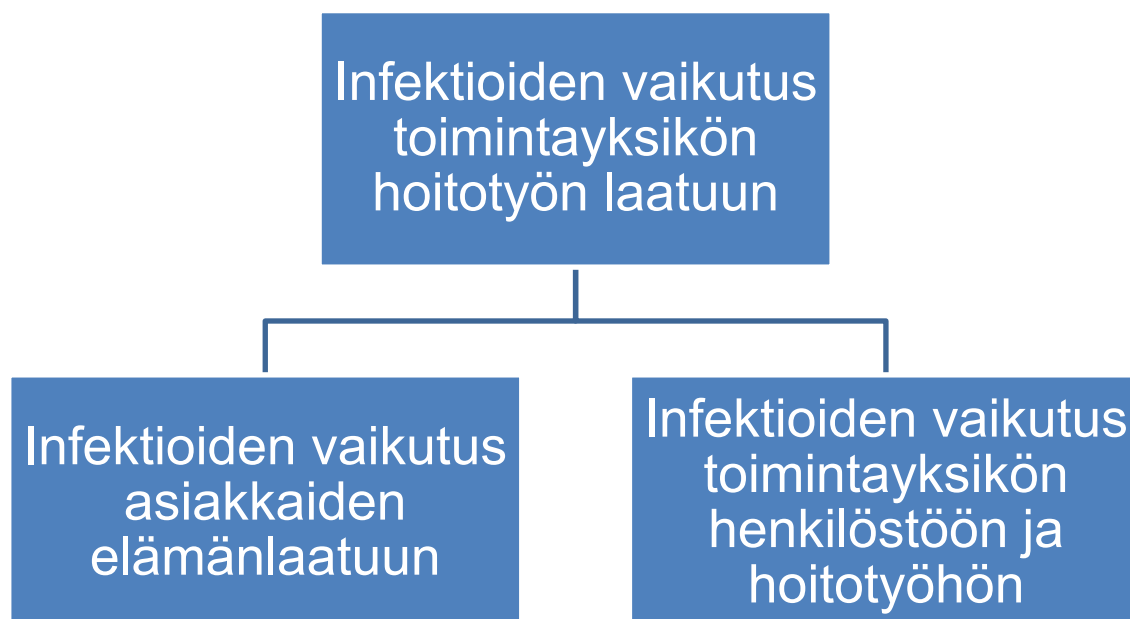 Infektioiden vaikutus
toimintayksikön
hoitotyön laatuun
Infektioiden vaikutus
asiakkaiden
elämänlaatuun
Infektioiden vaikutus
toimintayksikön
henkilöstöön ja
hoitotyöhön